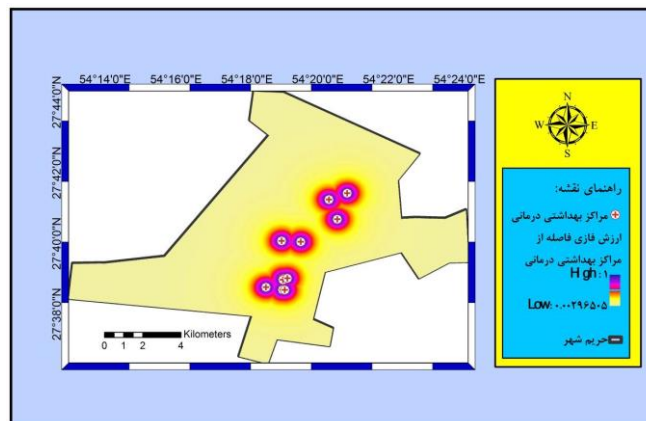 54°14'0"E 54°16'0"E 54°18'0"E 54°20'0"E 54°22'0"E 54°24'0"E
27°44'0"N
27°42'0"N
27°40'0"N
27°38'0"N
Kilometers
0 1 2 4
N
W E
S
راهنمای نقشه:
مراکز بهداشتی درمانی
ارزش فازی فاصله از
مراکز بهداشتی درمانی
High : ۱
Low: ۰.۰۰۲۹۶۵۰۵
حریم شهر